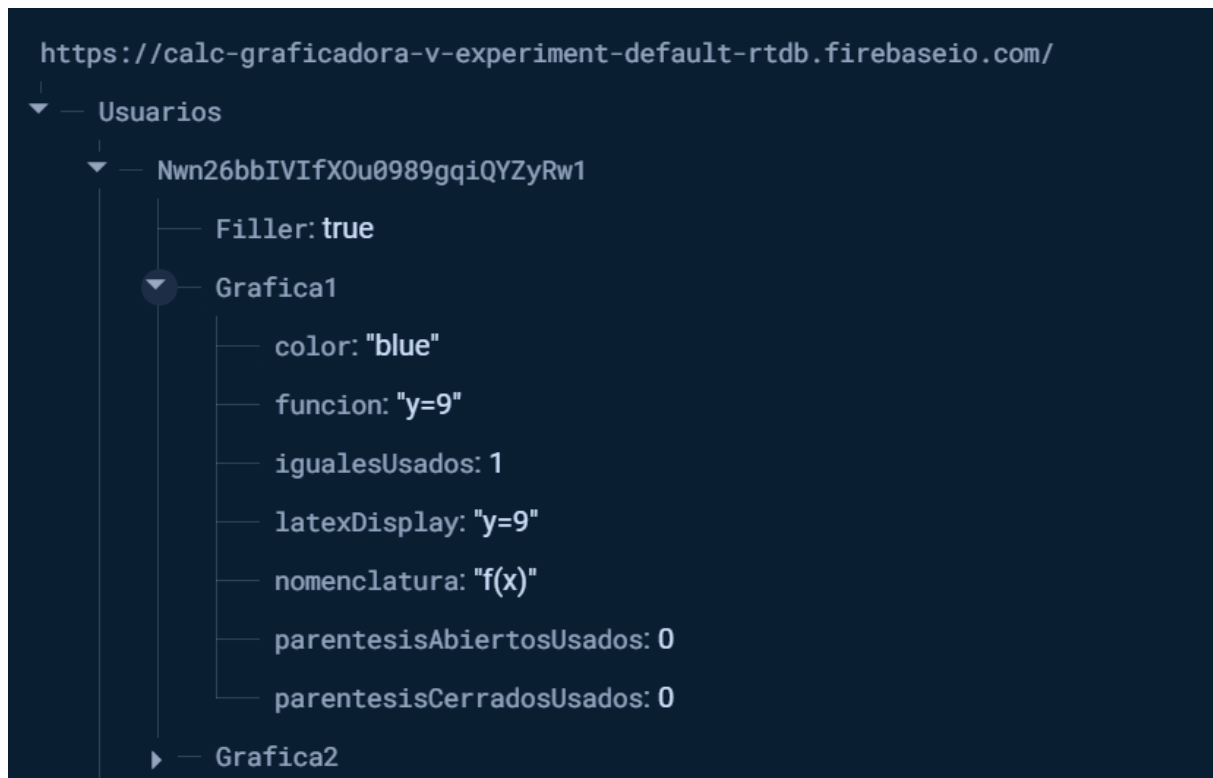 https://calc-graficadora-v-experiment-default-rtdb.firebaseio.com/
Usuarios
Nwn26bbIVIfXOu0989gqiQYZyRw1
Filler: true
Grafica1
color: "blue"
funcion: "y=9"
igualesUsados: 1
latexDisplay: "y=9"
nomenclatura: "f(x)"
parentesisAbiertosUsados: 0
parentesisCerradosUsados: 0
Grafica2